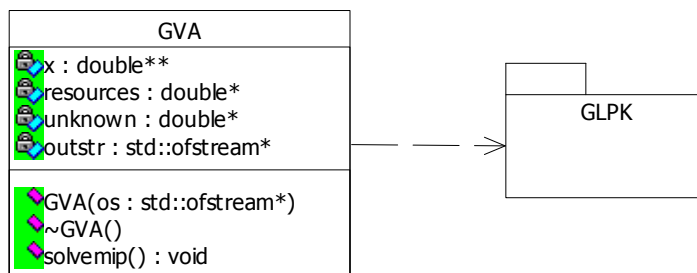 GVA
x : double**
resources : double*
unknown : double*
outstr : std::ofstream*
GVA(os : std::ofstream*)
~GVA()
solvemip() : void
GLPK